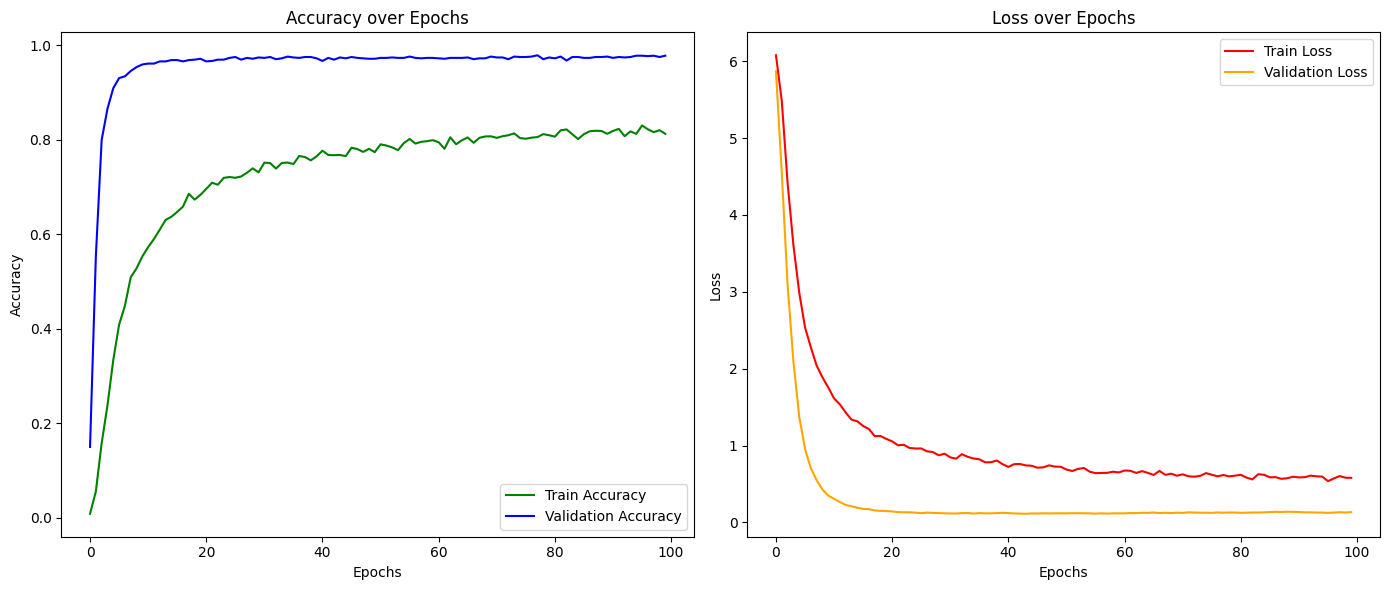 Accuracy over Epochs
1.0
0.8
0.6
0.4
0.2
0.0
Accuracy
0 20 40 60 80 100
Epochs
Train Accuracy
Validation Accuracy
Loss over Epochs
6
5
4
3
2
1
0
Loss
0 20 40 60 80 100
Epochs
Train Loss
Validation Loss